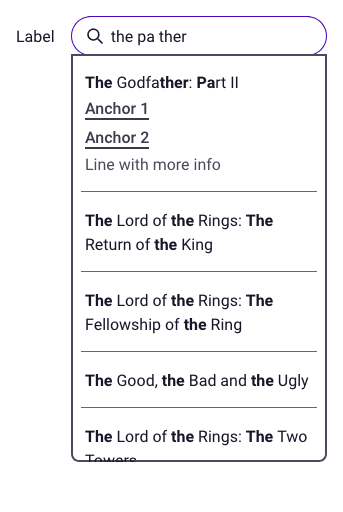 Label
the pa ther
The Godfather: Part II
Anchor 1
Anchor 2
Line with more info
The Lord of the Rings: The
Return of the King
The Lord of the Rings: The
Fellowship of the Ring
The Good, the Bad and the Ugly
The Lord of the Rings: The Two
Towers